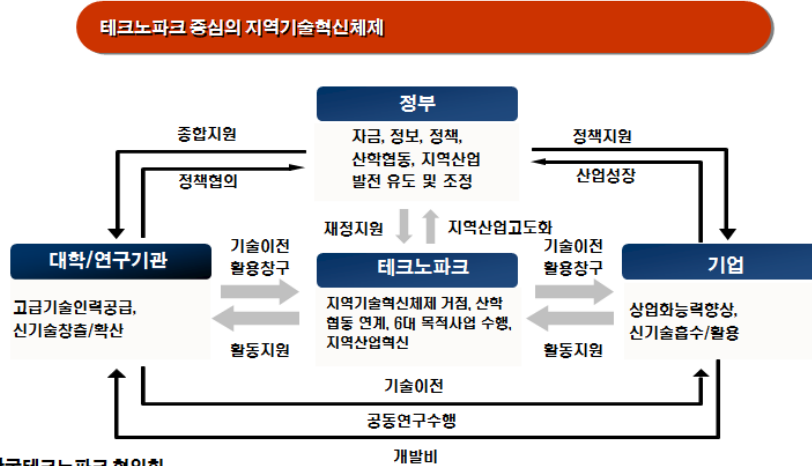 테크노파크 중심의 지역기술혁신체제
정부
종합지원
자금, 정보, 정책,
산학협동, 지역산업
발전 유도 및 조정
정책지원
정책협의
산업성장
재정지원
지역산업고도화
대학/연구기관
기술이전
활용창구
테크노파크
기술이전
활용창구
기업
고급기술인력공급,
신기술창출/확산
지역기술혁신체제 거점, 산학
협동 연계, 6대 목적사업 수행,
지역산업혁신
상업화능력향상,
신기술흡수/활용
활동지원
활동지원
기술이전
공동연구수행
개발비
테크노파크 협의회